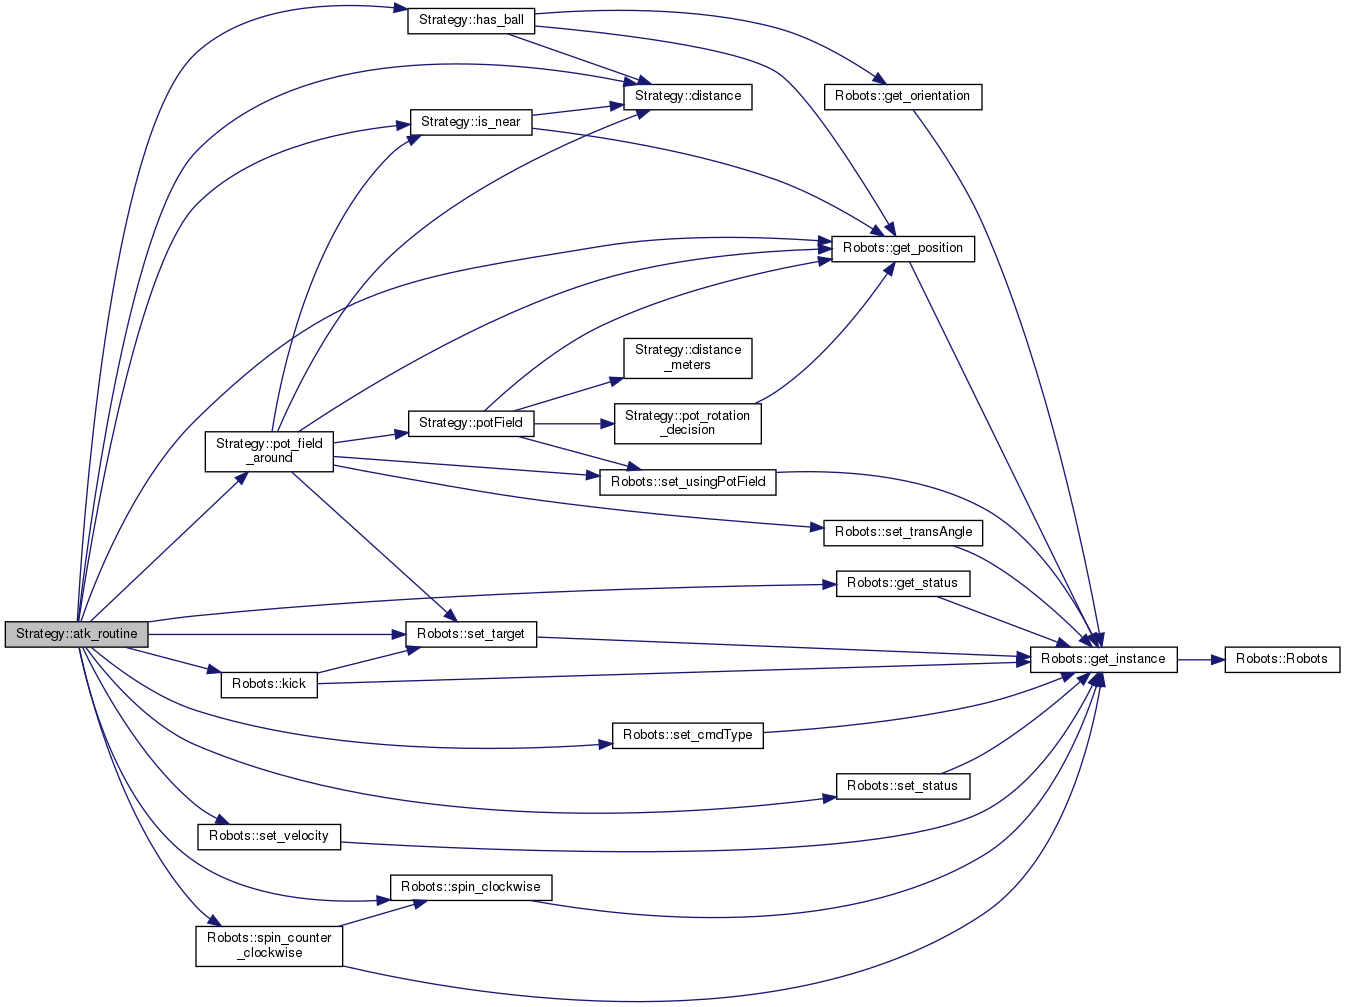 Strategy::has_ball
Strategy::distance
Robots::get_orientation
Strategy::is_near
Robots::get_position
Strategy::distance
_meters
Strategy::potField
Strategy::pot_rotation
_decision
Strategy::pot_field
_around
Robots::set_usingPotField
Robots::set_transAngle
Robots::get_status
Strategy::atk_routine
Robots::set_target
Robots::get_instance
Robots::Robots
Robots::kick
Robots::set_cmdType
Robots::set_status
Robots::set_velocity
Robots::spin_clockwise
Robots::spin_counter
_clockwise